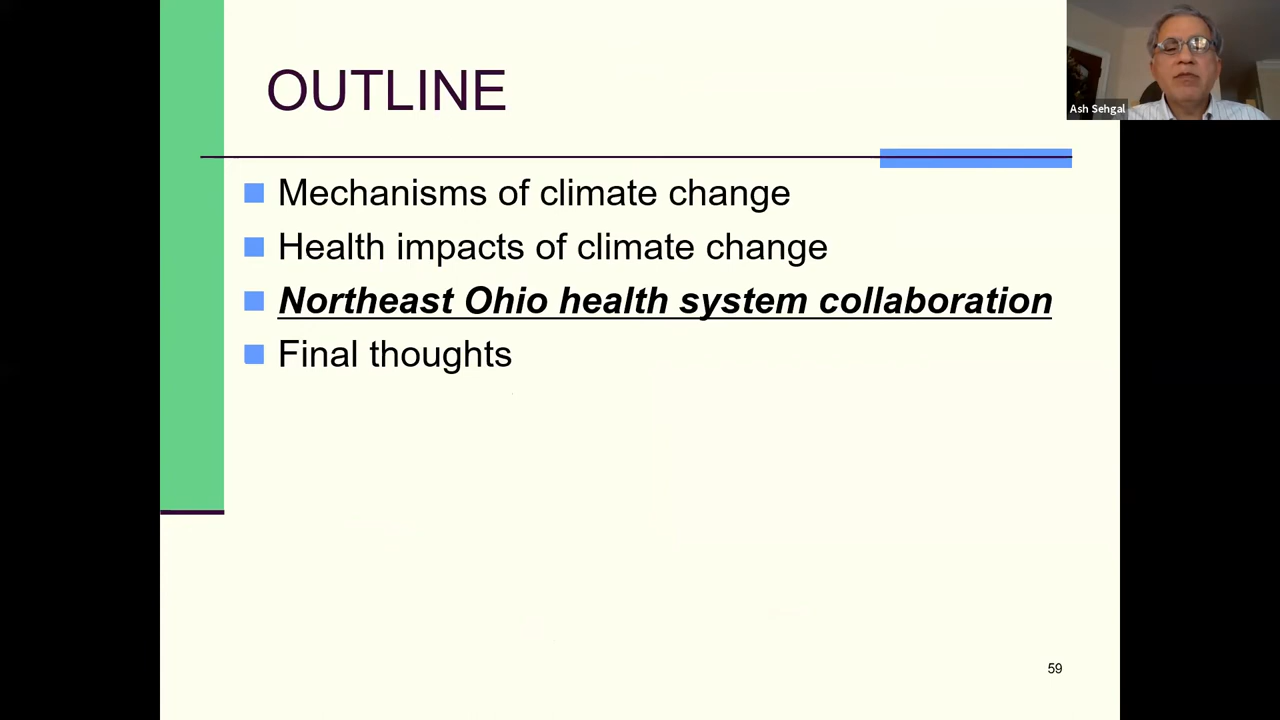 OUTLINE
Ash Sehgal
Mechanisms of climate change
Health impacts of climate change
Northeast Ohio health system collaboration
Final thoughts
59